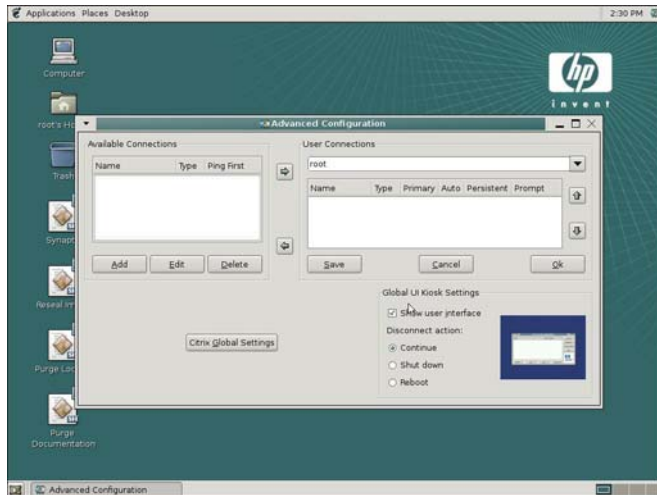 Applications Places Desktop 2:30 PM
Computer
hp
invent
root's Ho
Advanced Configuration
Available Connections
User Connections
root
Name Type Ping First
Name Type Primary Auto Persistent Prompt
Trash
Synapt
Add Edit Delete
Save Cancel Ok
Global UI Kiosk Settings
Show user interface
Disconnect action:
Continue
Shut down
Reboot
Citrix Global Settings
Reseal im
Purge Loc
Purge
Documentation
Advanced Configuration